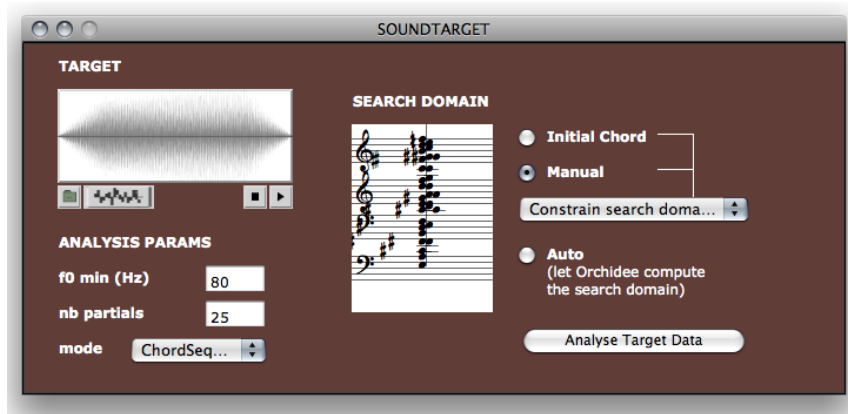 SOUNDTARGET
TARGET
SEARCH DOMAIN
Initial Chord
Manual
Constrain search doma...
Auto
(let Orchidee compute
the search domain)
Analyse Target Data
ANALYSIS PARAMS
f0 min (Hz) 80
nb partials 25
mode ChordSeq...